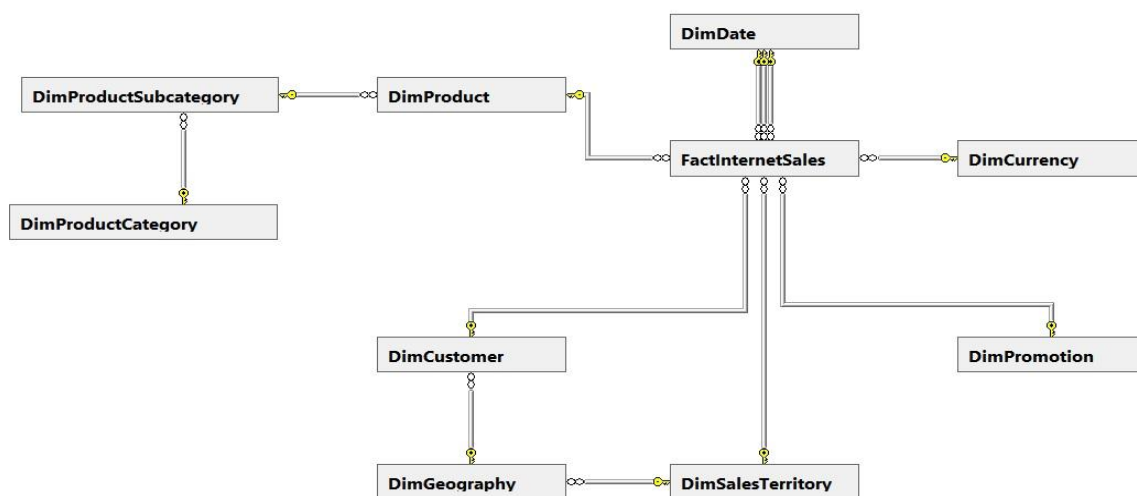 DimDate
DimProductSubcategory
DimProduct
FactInternetSales
DimCurrency
DimProductCategory
DimCustomer
DimPromotion
DimGeography
DimSalesTerritory